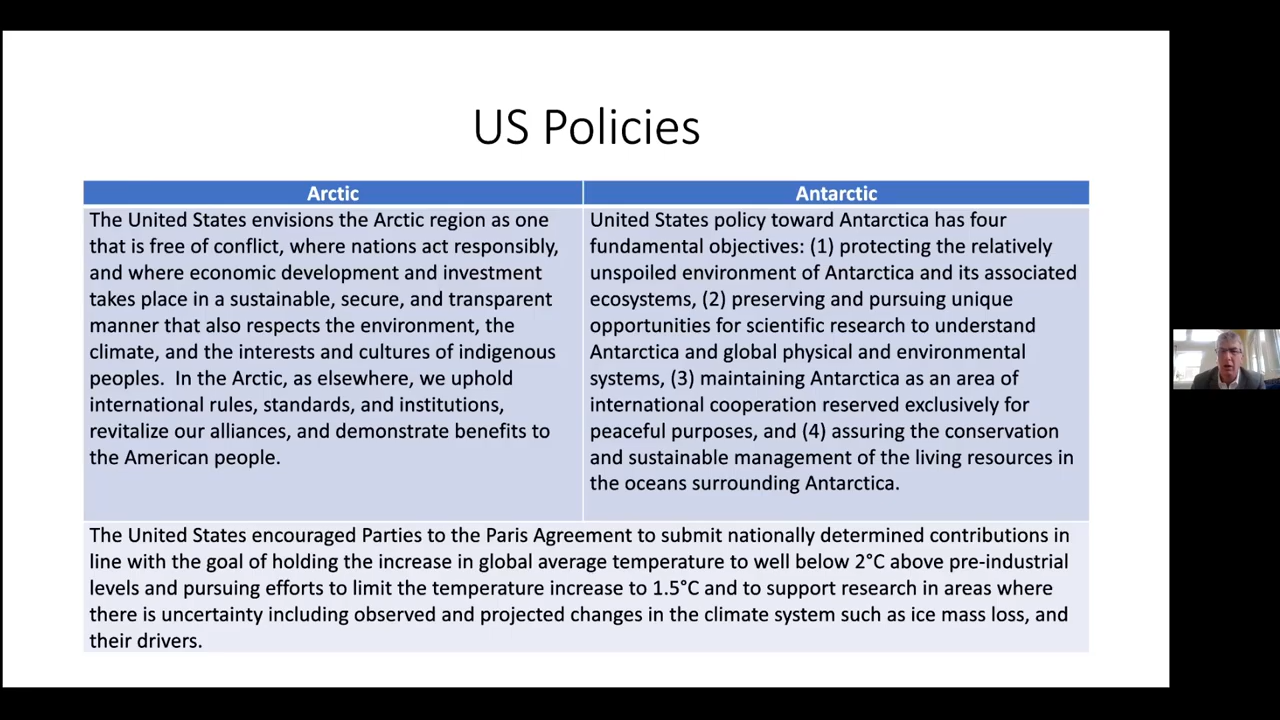 US Policies
Arctic
The United States envisions the Arctic region as one
that is free of conflict, where nations act responsibly,
and where economic development and investment
takes place in a sustainable, secure, and transparent
manner that also respects the environment, the
climate, and the interests and cultures of indigenous
peoples.  In the Arctic, as elsewhere, we uphold
international rules, standards, and institutions,
revitalize our alliances, and demonstrate benefits to
the American people.
Antarctic
United States policy toward Antarctica has four
fundamental objectives: (1) protecting the relatively
unspoiled environment of Antarctica and its associated
ecosystems, (2) preserving and pursuing unique
opportunities for scientific research to understand
Antarctica and global physical and environmental
systems, (3) maintaining Antarctica as an area of
international cooperation reserved exclusively for
peaceful purposes, and (4) assuring the conservation
and sustainable management of the living resources in
the oceans surrounding Antarctica.
The United States encouraged Parties to the Paris Agreement to submit nationally determined contributions in
line with the goal of holding the increase in global average temperature to well below 2°C above pre-industrial
levels and pursuing efforts to limit the temperature increase to 1.5°C and to support research in areas where
there is uncertainty including observed and projected changes in the climate system such as ice mass loss, and
their drivers.